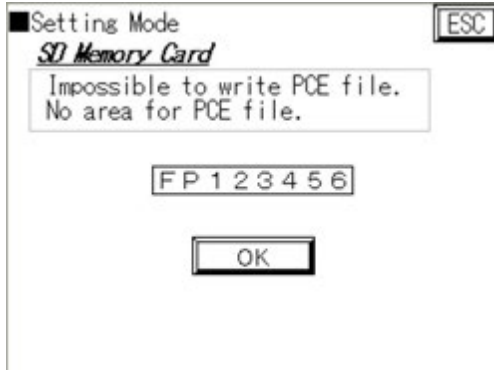 ■Setting Mode ESC
SD Memory Card
Impossible to write PCE file.
No area for PCE file.
FP123456
OK